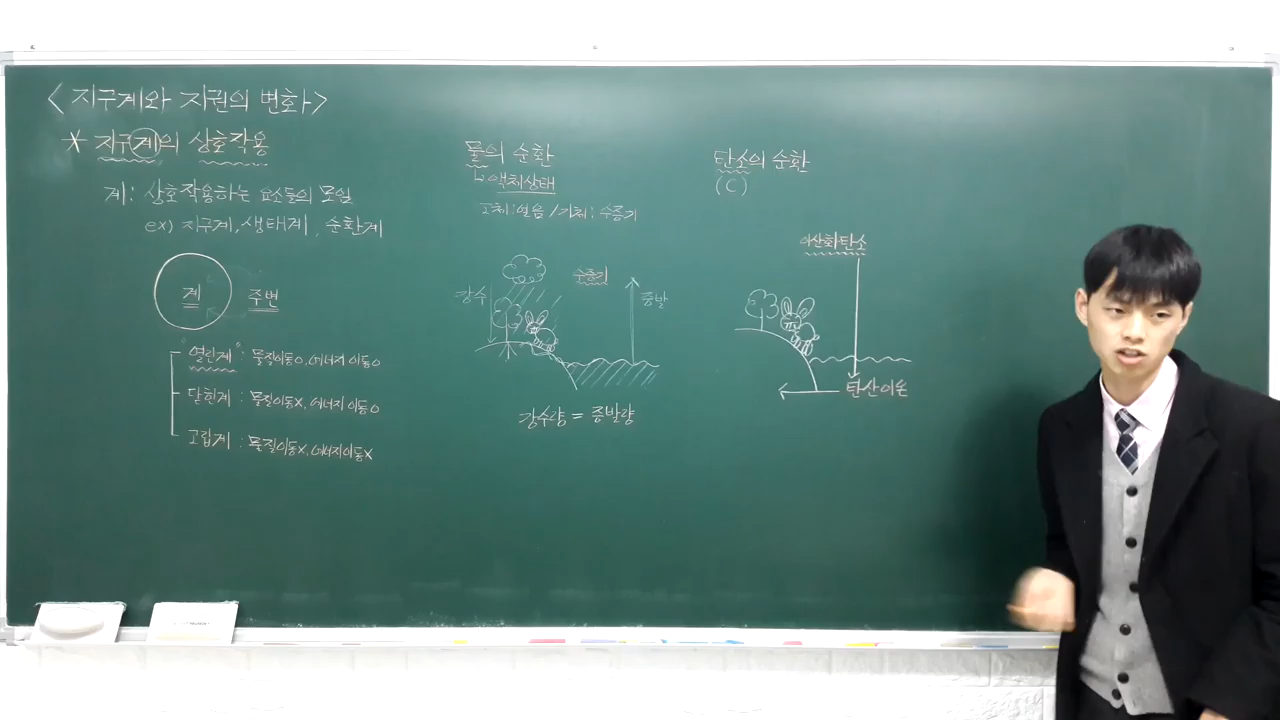 <지구계와 지권의 변화>
* 지구계의 상호작용
계: 상호작용하는 요소들의 모임
ex) 지구계, 생태계, 순환계
계 주변
"열린계": 물질이동O, 에너지 이동O
닫힌계: 물질이동X, 에너지 이동O
고립계: 물질이동X, 에너지이동X
물의 순환
↳액체상태
고체:얼음 / 기체: 수증기
수증기
강수 증발
강수량 = 증발량
탄소의 순환
(C)
이산화탄소
탄산이온